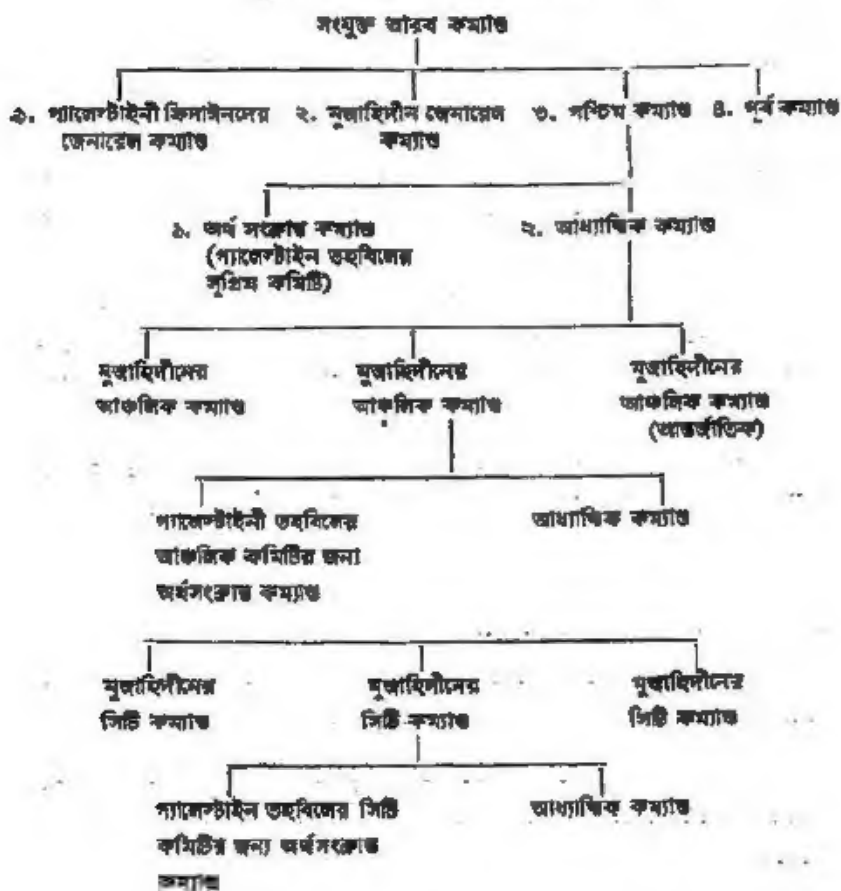 সংযুক্ত আরব কম্যাণ্ড
১. প্যালেস্টাইনী ফিদাঈনদের ২. মুজাহিদীন জেনারেল ৩. পশ্চিম কম্যাণ্ড ৪. পূর্ব কম্যাণ্ড
জেনারেল কম্যাণ্ড কম্যাণ্ড
১. অর্থ সংক্রান্ত কম্যাণ্ড ২. আধ্যাত্মিক কম্যাণ্ড
(প্যালেস্টাইন তহবিলের
সুপ্রিম কমিটি)
মুজাহিদীনের মুজাহিদীনের মুজাহিদীনের
আঞ্চলিক কম্যাণ্ড আঞ্চলিক কম্যাণ্ড আঞ্চলিক কম্যাণ্ড
(আন্তর্জাতিক)
প্যালেস্টাইনী তহবিলের আধ্যাত্মিক কম্যাণ্ড
আঞ্চলিক কমিটির জন্য
অর্থসংক্রান্ত কম্যাণ্ড
মুজাহিদীনের মুজাহিদীনের মুজাহিদীনের
সিটি কম্যাণ্ড সিটি কম্যাণ্ড সিটি কম্যাণ্ড
প্যালেস্টাইন তহবিলের সিটি আধ্যাত্মিক কম্যাণ্ড
কমিটির জন্য অর্থসংক্রান্ত
কম্যাণ্ড